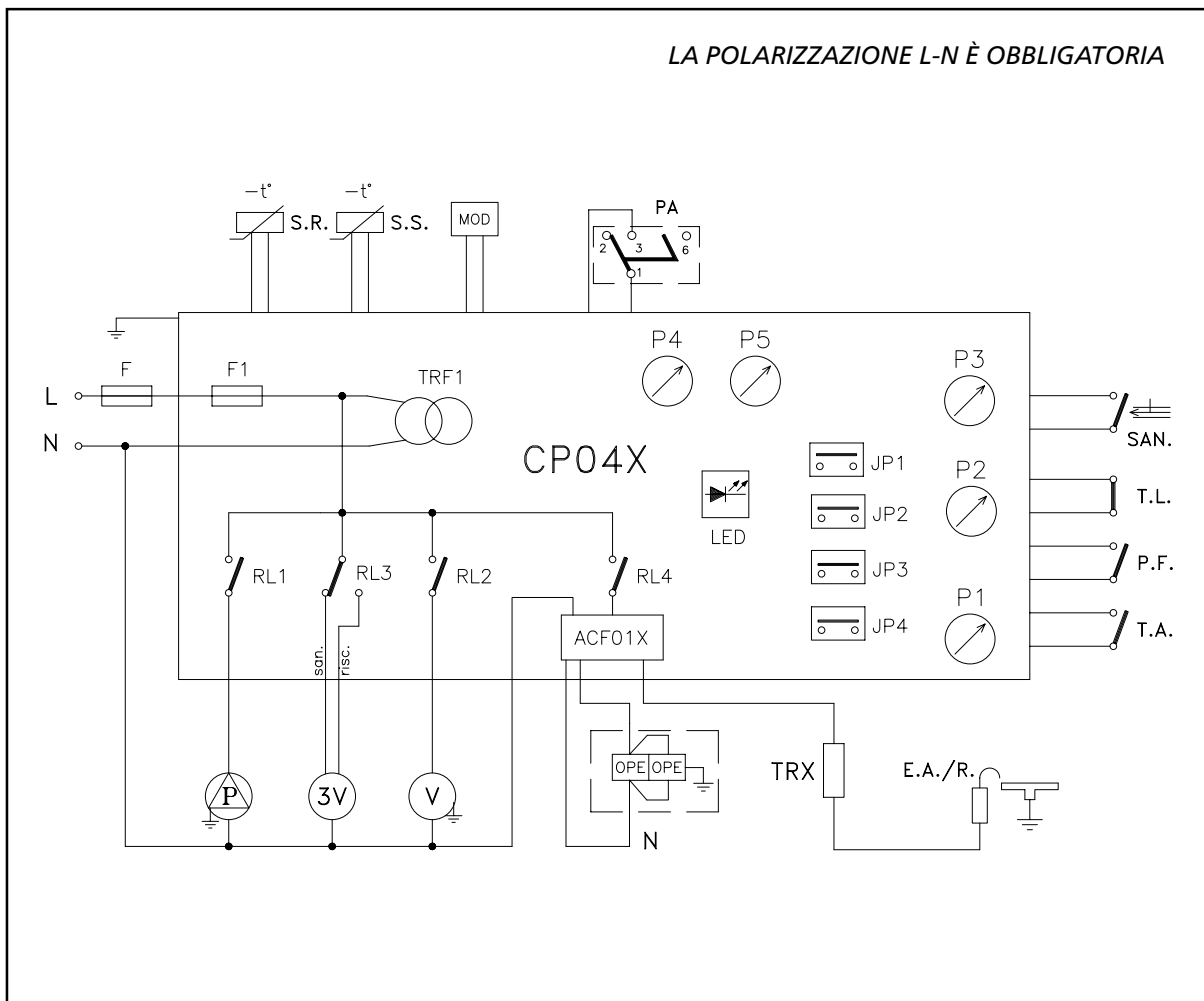 LA POLARIZZAZIONE L-N È OBBLIGATORIA
−t°
−t°
S.R.
S.S.
MOD
PA
2
3
6
1
P4
P5
P3
F
F1
TRF1
L
N
CP04X
SAN.
JP1
P2
T.L.
LED
JP2
RL1
RL3
RL2
RL4
JP3
P.F.
P1
JP4
T.A.
ACF01X
san.
risc.
OPE
OPE
TRX
E.A./R.
P
3V
V
N